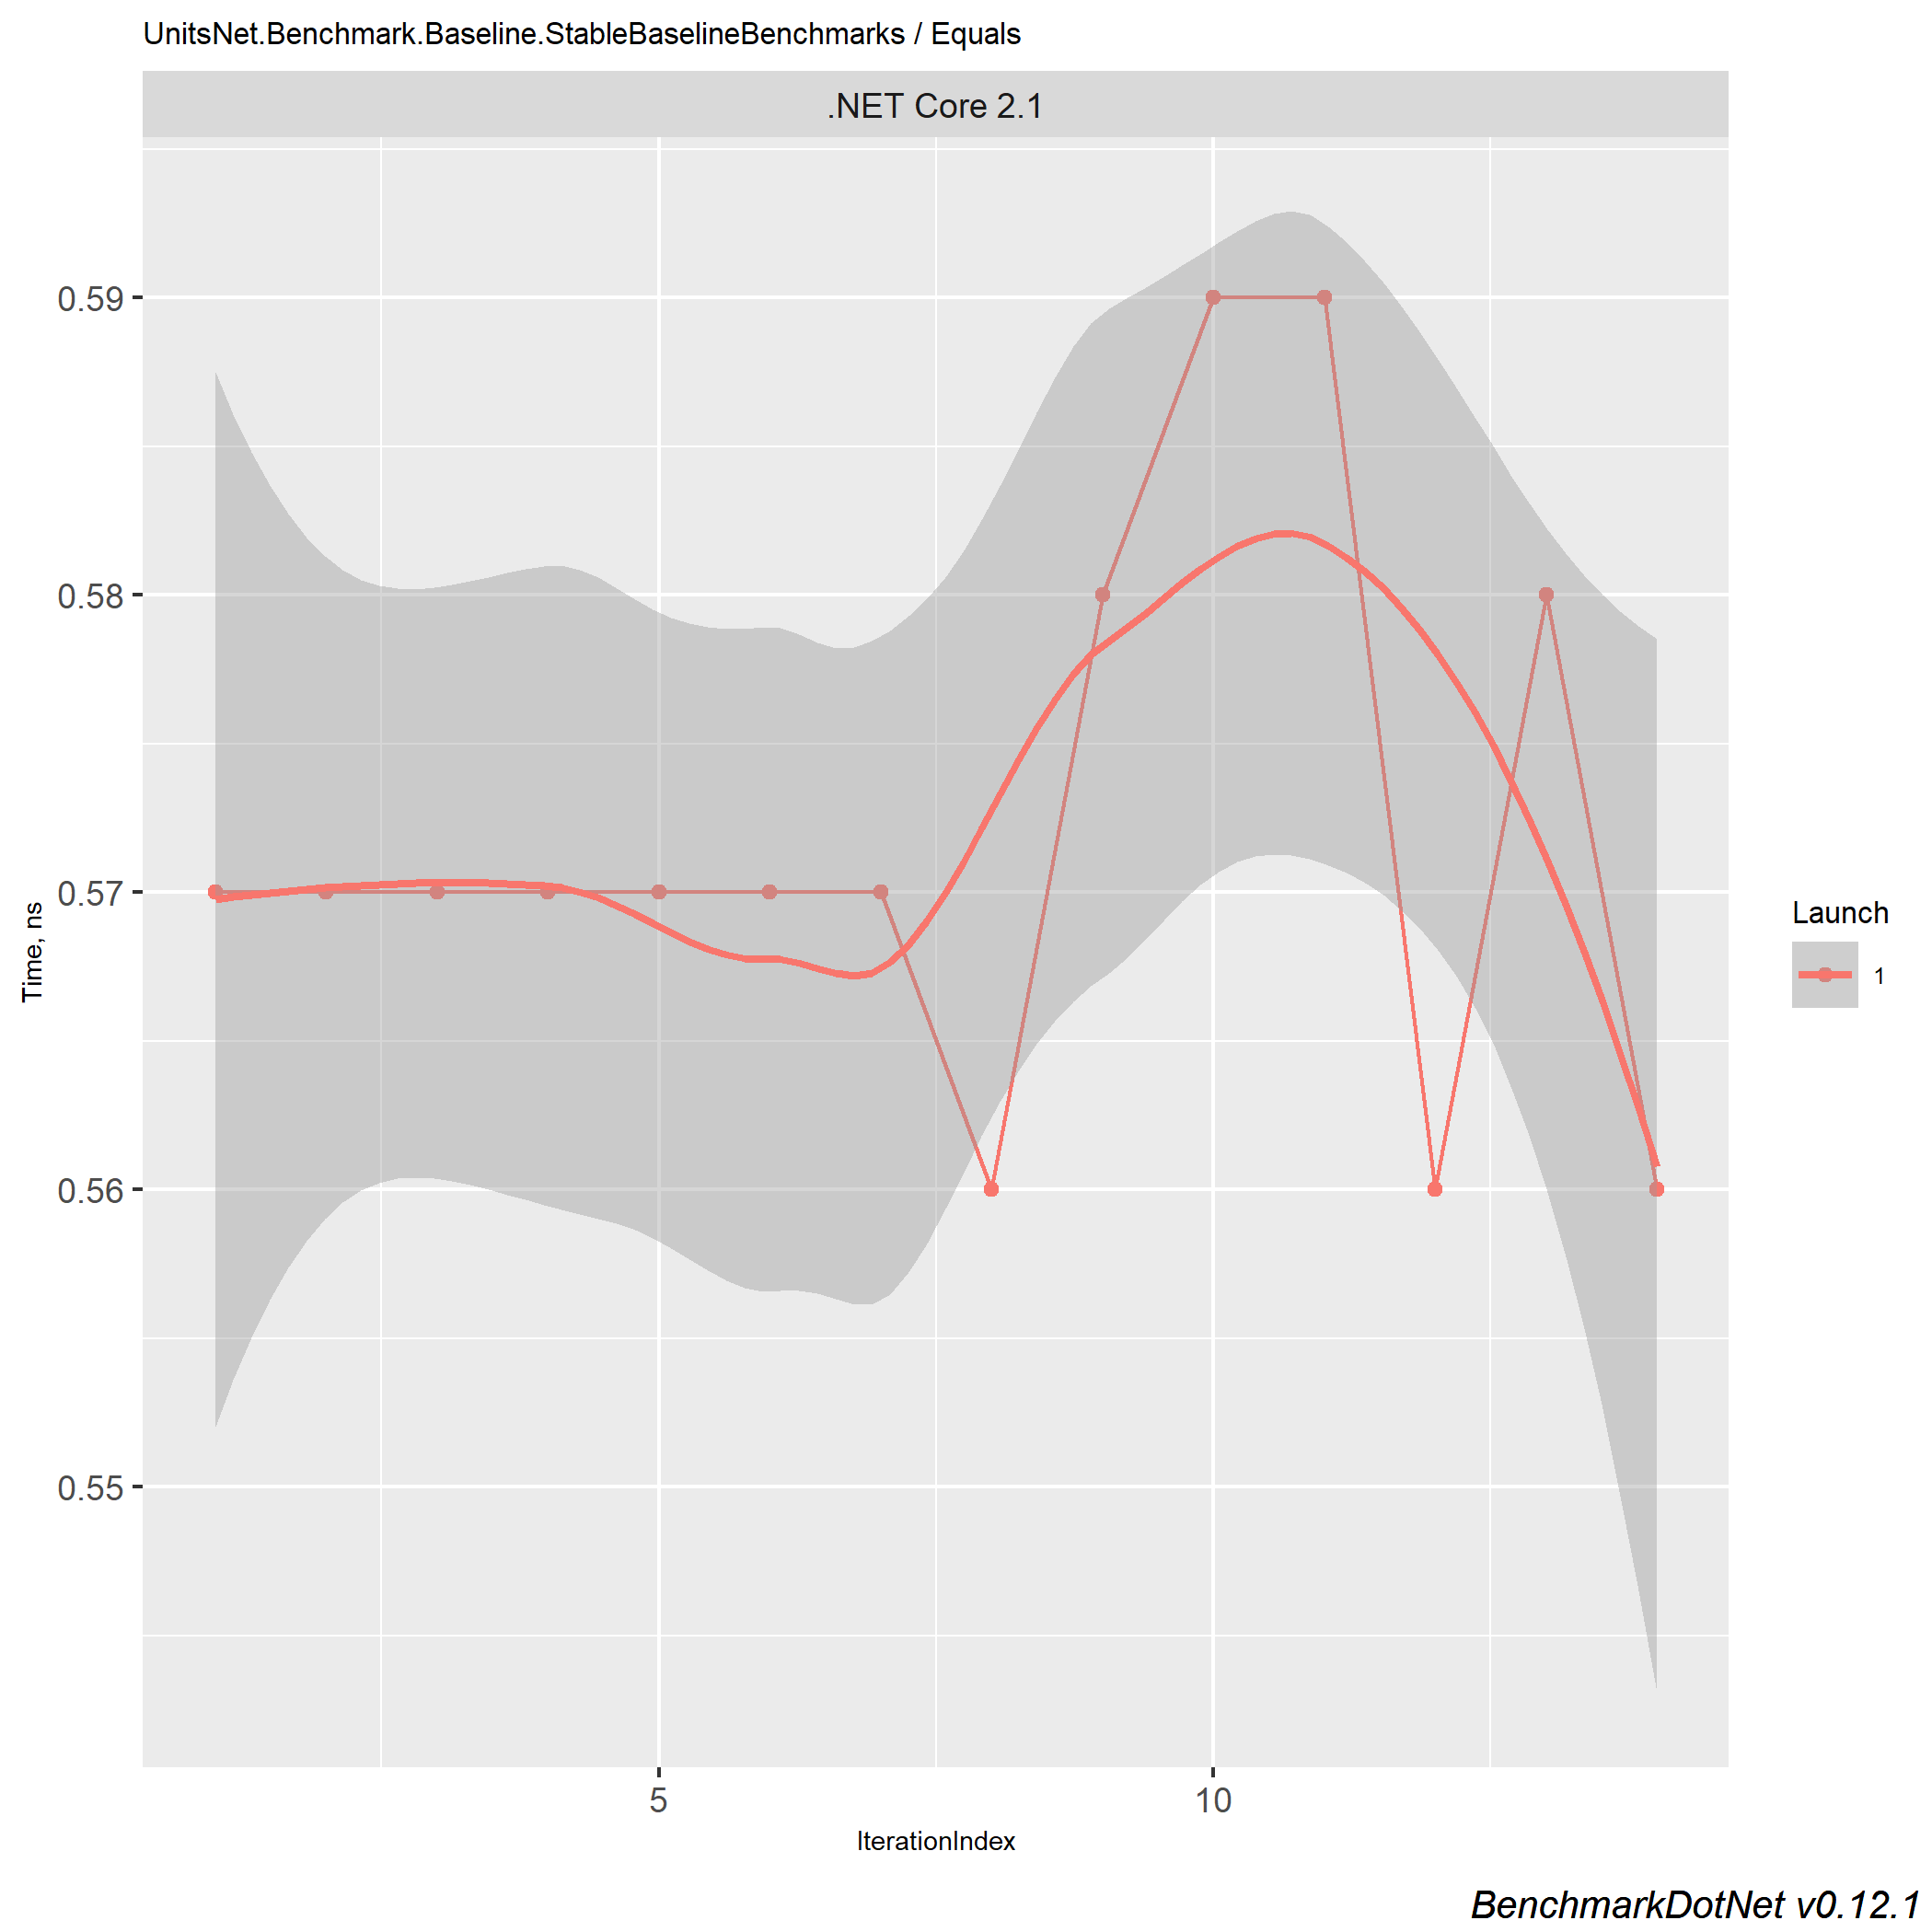 UnitsNet.Benchmark.Baseline.StableBaselineBenchmarks / Equals
.NET Core 2.1
0.59
0.58
0.57
0.56
0.55
Time, ns
5
10
IterationIndex
Launch
1
BenchmarkDotNet v0.12.1